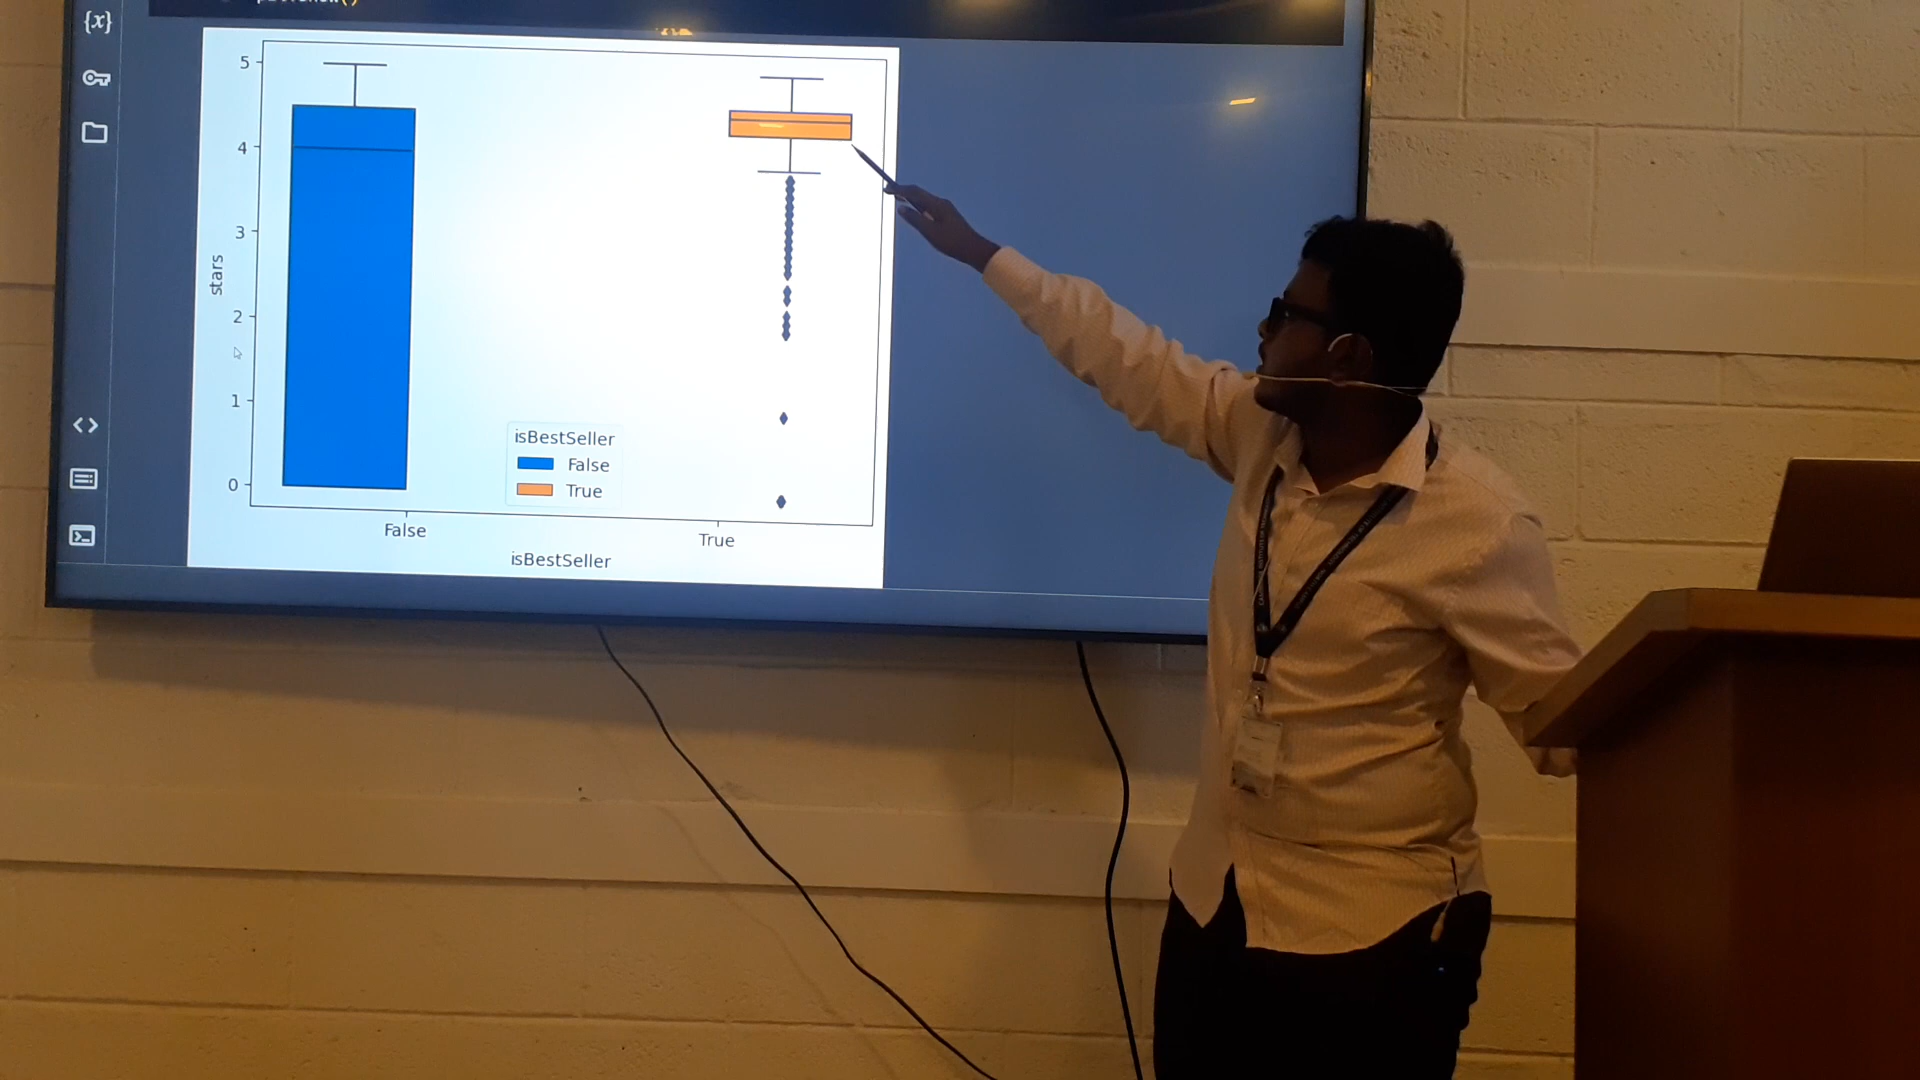 {x}
5
4
3
2
1
0
stars
isBestSeller
False
True
False
True
isBestSeller